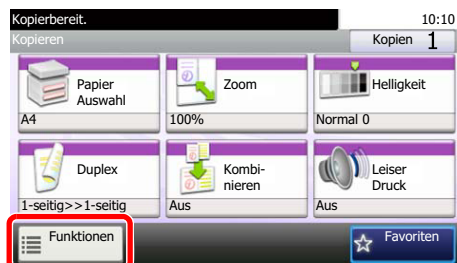 Kopierbereit.
10:10
Kopieren
Kopien 1
Papier
Auswahl
A4
Zoom
100%
Helligkeit
Normal 0
Duplex
1-seitig>>1-seitig
Kombi-
nieren
Aus
Leiser
Druck
Aus
Funktionen
Favoriten